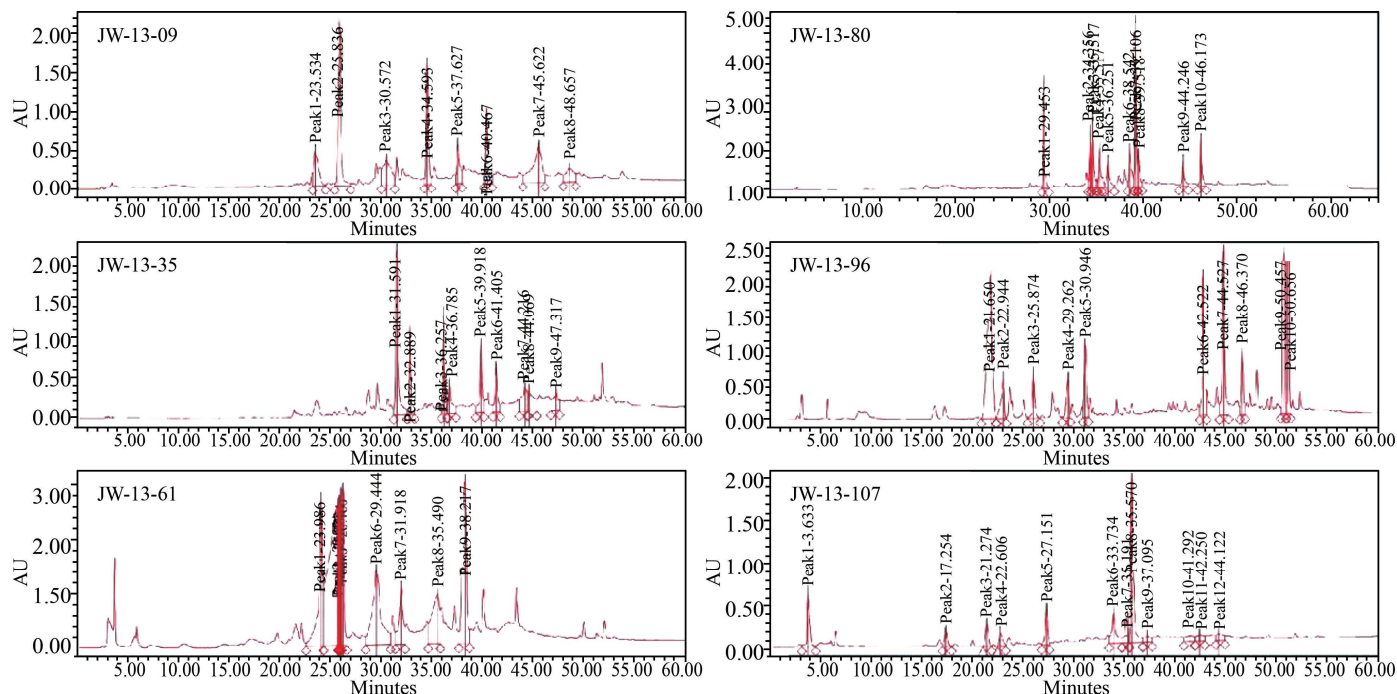 JW-13-09
AU
2.00
1.50
1.00
0.50
0.00
Peak1-23.534
Peak2-25.836
Peak3-30.572
Peak4-34.593
Peak5-37.627
Peak6-40.467
Peak7-45.622
Peak8-48.657
5.00 10.00 15.00 20.00 25.00 30.00 35.00 40.00 45.00 50.00 55.00 60.00
Minutes
JW-13-80
AU
5.00
4.00
3.00
2.00
1.00
Peak1-29.453
Peak2-34.356
Peak5-36.251
Peak6-38.542
Peak9-44.246
Peak10-46.173
10.00 20.00 30.00 40.00 50.00 60.00
Minutes
JW-13-35
AU
2.00
1.50
1.00
0.50
0.00
Peak1-31.591
Peak2-32.889
Peak3-36.257
Peak4-36.785
Peak5-39.918
Peak6-41.405
Peak7-44.216
Peak8-44.669
Peak9-47.317
5.00 10.00 15.00 20.00 25.00 30.00 35.00 40.00 45.00 50.00 55.00 60.00
Minutes
JW-13-96
AU
2.50
2.00
1.50
1.00
0.50
0.00
Peak1-21.650
Peak2-22.944
Peak3-25.874
Peak4-29.262
Peak5-30.946
Peak6-42.522
Peak7-44.527
Peak8-46.370
Peak9-50.457
Peak10-50.656
5.00 10.00 15.00 20.00 25.00 30.00 35.00 40.00 45.00 50.00 55.00 60.00
Minutes
JW-13-61
AU
3.00
2.00
1.50
0.00
Peak1-23.986
Peak6-29.444
Peak7-31.918
Peak8-35.490
Peak9-38.217
5.00 10.00 15.00 20.00 25.00 30.00 35.00 40.00 45.00 50.00 55.00 60.00
Minutes
JW-13-107
AU
2.00
1.50
1.00
0.50
0.00
Peak1-3.633
Peak2-17.254
Peak3-21.274
Peak4-22.606
Peak5-27.151
Peak6-33.734
Peak7-35.191
Peak8-35.570
Peak9-37.095
Peak10-41.292
Peak11-42.250
Peak12-44.122
5.00 10.00 15.00 20.00 25.00 30.00 35.00 40.00 45.00 50.00 55.00 60.00
Minutes